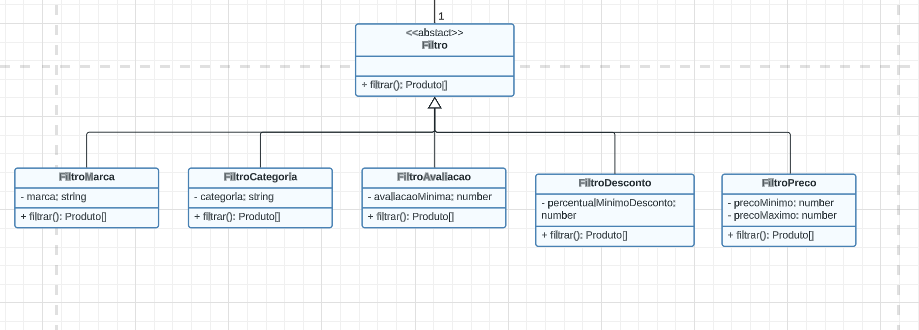 1
<<abstact>>
Filtro
+ filtrar(): Produto[]
FiltroMarca
- marca: string
+ filtrar(): Produto[]
FiltroCategoria
- categoria: string
+ filtrar(): Produto[]
FiltroAvaliacao
- avaliacaoMinima: number
+ filtrar(): Produto[]
FiltroDesconto
- percentualMinimoDesconto:
number
+ filtrar(): Produto[]
FiltroPreco
- precoMinimo: number
- precoMaximo: number
+ filtrar(): Produto[]